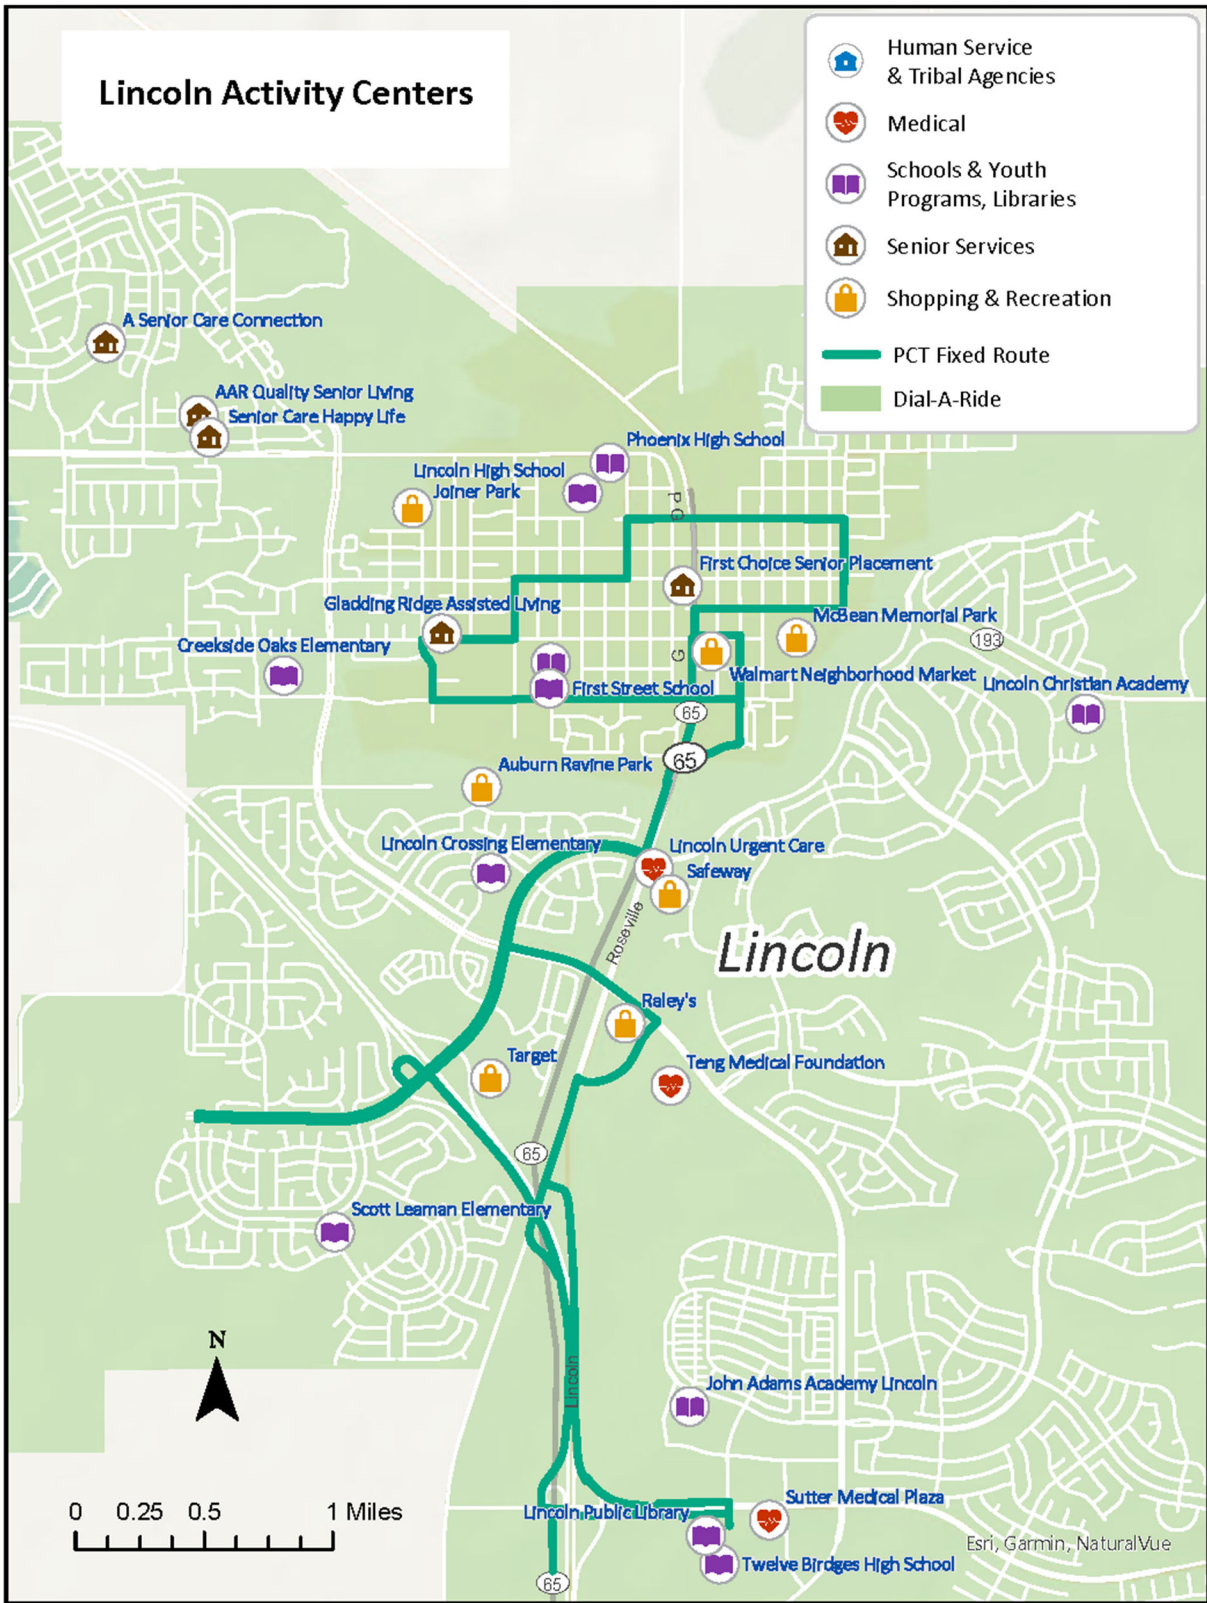 Lincoln Activity Centers
Human Service
& Tribal Agencies
Medical
Schools & Youth
Programs, Libraries
Senior Services
Shopping & Recreation
PCT Fixed Route
Dial-A-Ride
A Senior Care Connection
AAR Quality Senior Living
Senior Care Happy Life
Phoenix High School
Lincoln High School
Joiner Park
P G
First Choice Senior Placement
Gladding Ridge Assisted Living
McBean Memorial Park
193
Creekside Oaks Elementary
G
Walmart Neighborhood Market
Lincoln Christian Academy
First Street School
65
65
Auburn Ravine Park
Lincoln Crossing Elementary
Lincoln Urgent Care
Safeway
Roseville
Lincoln
Raley's
Target
Teng Medical Foundation
65
Scott Leaman Elementary
N
Lincoln
John Adams Academy Lincoln
0 0.25 0.5 1 Miles
Sutter Medical Plaza
Lincoln Public Library
Esri, Garmin, NaturalVue
Twelve Birdges High School
65